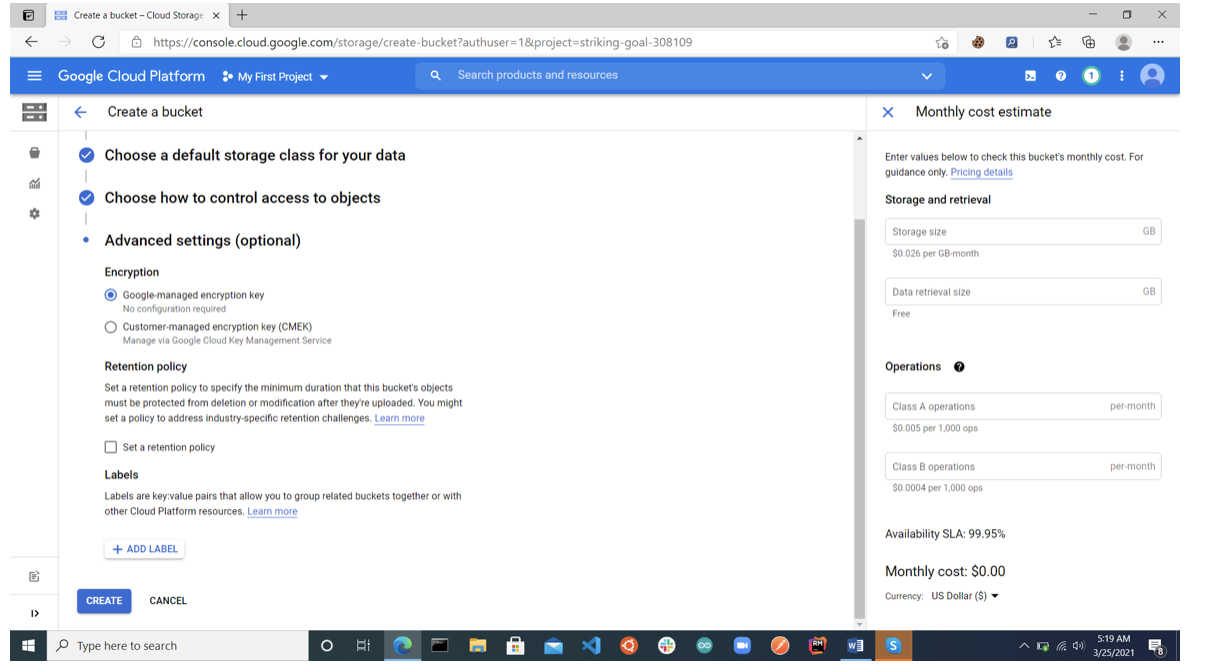 Create a bucket – Cloud Storage
https://console.cloud.google.com/storage/create-bucket?authuser=1&project=striking-goal-308109
Google Cloud Platform
My First Project
Search products and resources
1
Create a bucket
Choose a default storage class for your data
Choose how to control access to objects
Advanced settings (optional)
Encryption
Google-managed encryption key
No configuration required
Customer-managed encryption key (CMEK)
Manage via Google Cloud Key Management Service
Retention policy
Set a retention policy to specify the minimum duration that this bucket's objects
must be protected from deletion or modification after they're uploaded. You might
set a policy to address industry-specific retention challenges. Learn more
Set a retention policy
Labels
Labels are key:value pairs that allow you to group related buckets together or with
other Cloud Platform resources. Learn more
+ ADD LABEL
CREATE
CANCEL
Monthly cost estimate
Enter values below to check this bucket's monthly cost. For
guidance only. Pricing details
Storage and retrieval
Storage size GB
$0.026 per GB-month
Data retrieval size GB
Free
Operations
Class A operations per-month
$0.005 per 1,000 ops
Class B operations per-month
$0.0004 per 1,000 ops
Availability SLA: 99.95%
Monthly cost: $0.00
Currency: US Dollar ($)
Type here to search
5:19 AM
3/25/2021
8